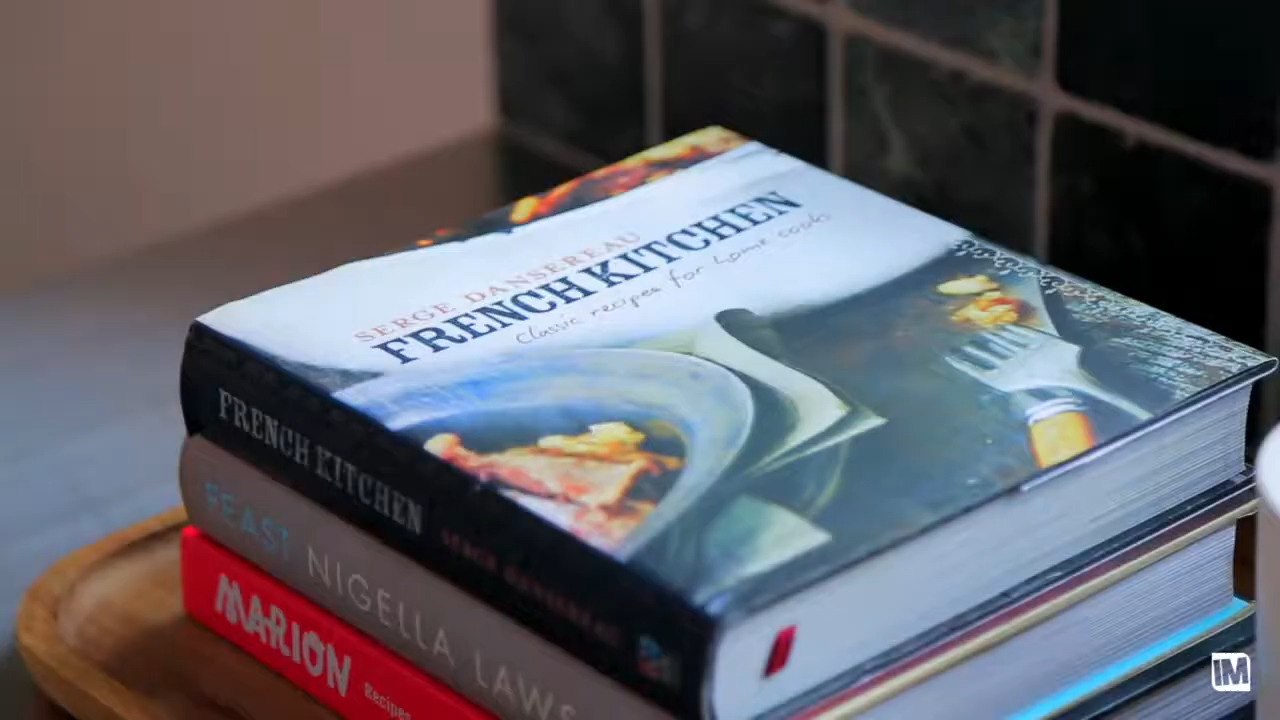 SERGE DANSEREAU
FRENCH KITCHEN
Classic recipes for home cooks
FRENCH KITCHEN SERGE DANSEREAU
FEAST NIGELLA LAWS
MARION Recipes
IM